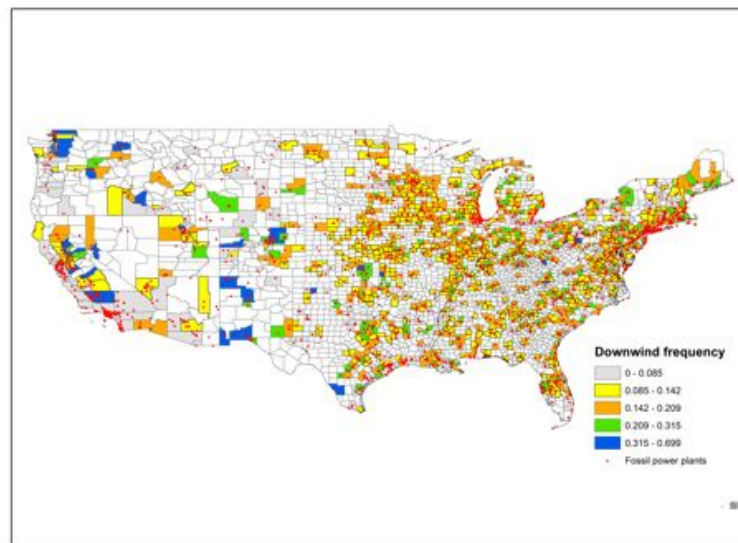 Downwind frequency
0 - 0.085
0.085 - 0.142
0.142 - 0.209
0.209 - 0.315
0.315 - 0.699
Fossil power plants